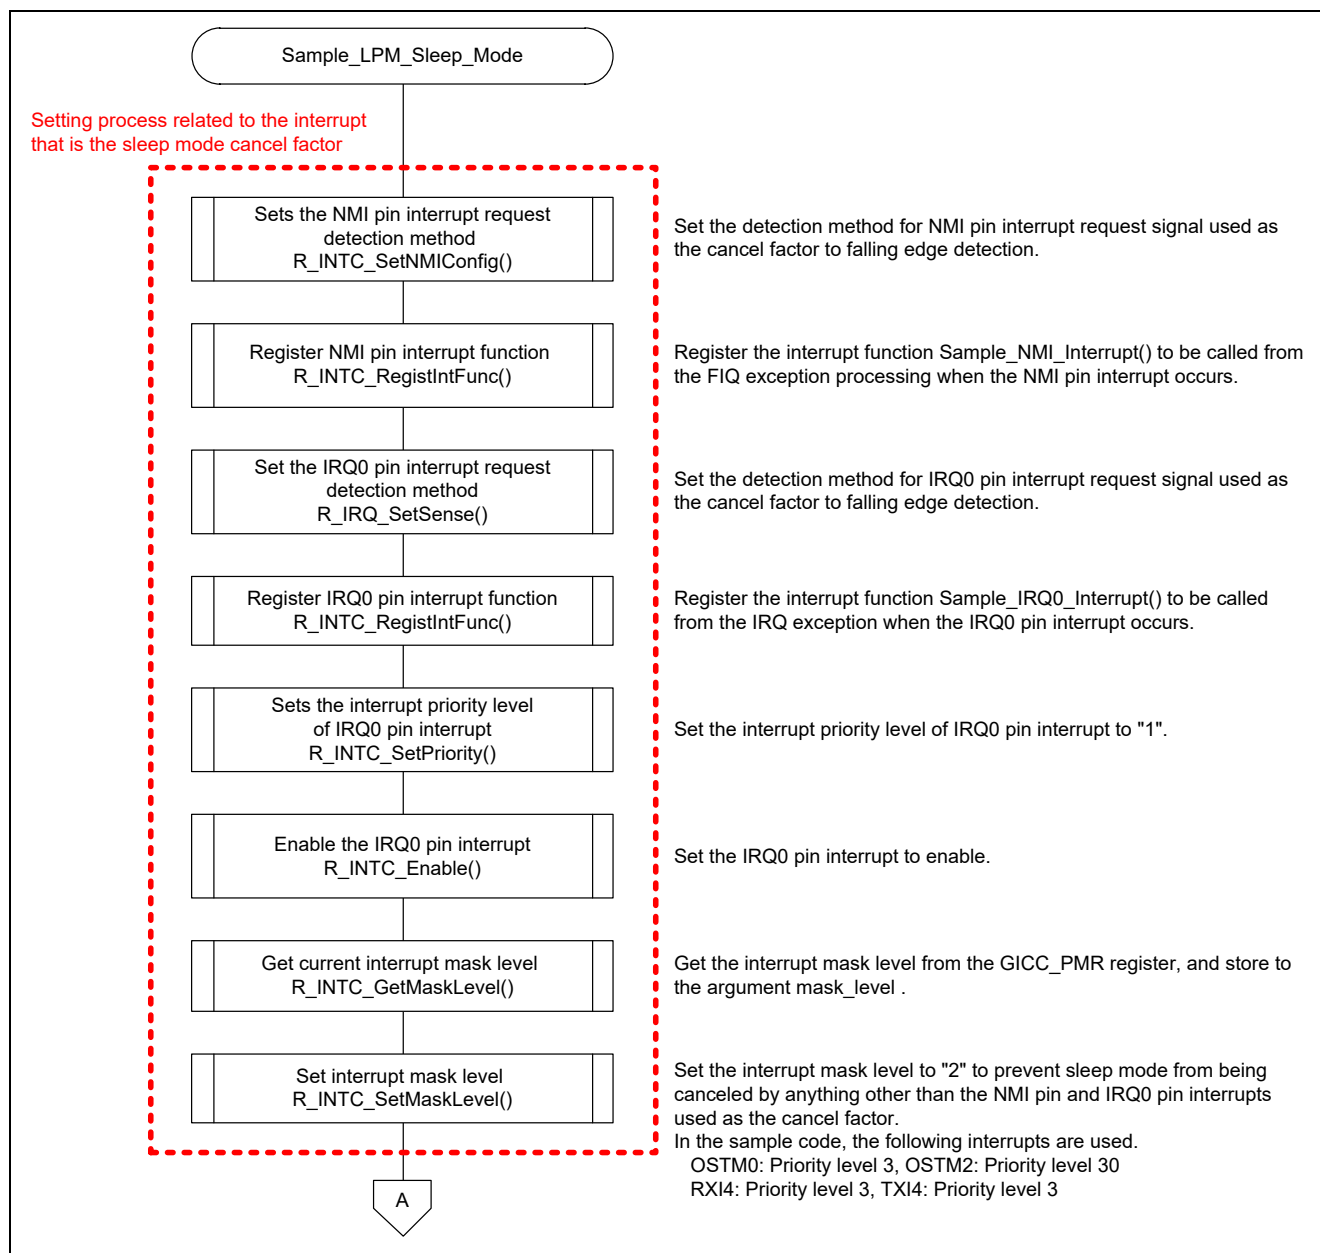 Sample_LPM_Sleep_Mode
Setting process related to the interrupt
that is the sleep mode cancel factor
Sets the NMI pin interrupt request
detection method
R_INTC_SetNMIConfig()
Set the detection method for NMI pin interrupt request signal used as
the cancel factor to falling edge detection.
Register NMI pin interrupt function
R_INTC_RegistIntFunc()
Register the interrupt function Sample_NMI_Interrupt() to be called from
the FIQ exception processing when the NMI pin interrupt occurs.
Set the IRQ0 pin interrupt request
detection method
R_IRQ_SetSense()
Set the detection method for IRQ0 pin interrupt request signal used as
the cancel factor to falling edge detection.
Register IRQ0 pin interrupt function
R_INTC_RegistIntFunc()
Register the interrupt function Sample_IRQ0_Interrupt() to be called
from the IRQ exception when the IRQ0 pin interrupt occurs.
Sets the interrupt priority level
of IRQ0 pin interrupt
R_INTC_SetPriority()
Set the interrupt priority level of IRQ0 pin interrupt to "1".
Enable the IRQ0 pin interrupt
R_INTC_Enable()
Set the IRQ0 pin interrupt to enable.
Get current interrupt mask level
R_INTC_GetMaskLevel()
Get the interrupt mask level from the GICC_PMR register, and store to
the argument mask_level .
Set interrupt mask level
R_INTC_SetMaskLevel()
Set the interrupt mask level to "2" to prevent sleep mode from being
canceled by anything other than the NMI pin and IRQ0 pin interrupts
used as the cancel factor.
In the sample code, the following interrupts are used.
OSTM0: Priority level 3, OSTM2: Priority level 30
RXI4: Priority level 3, TXI4: Priority level 3
A